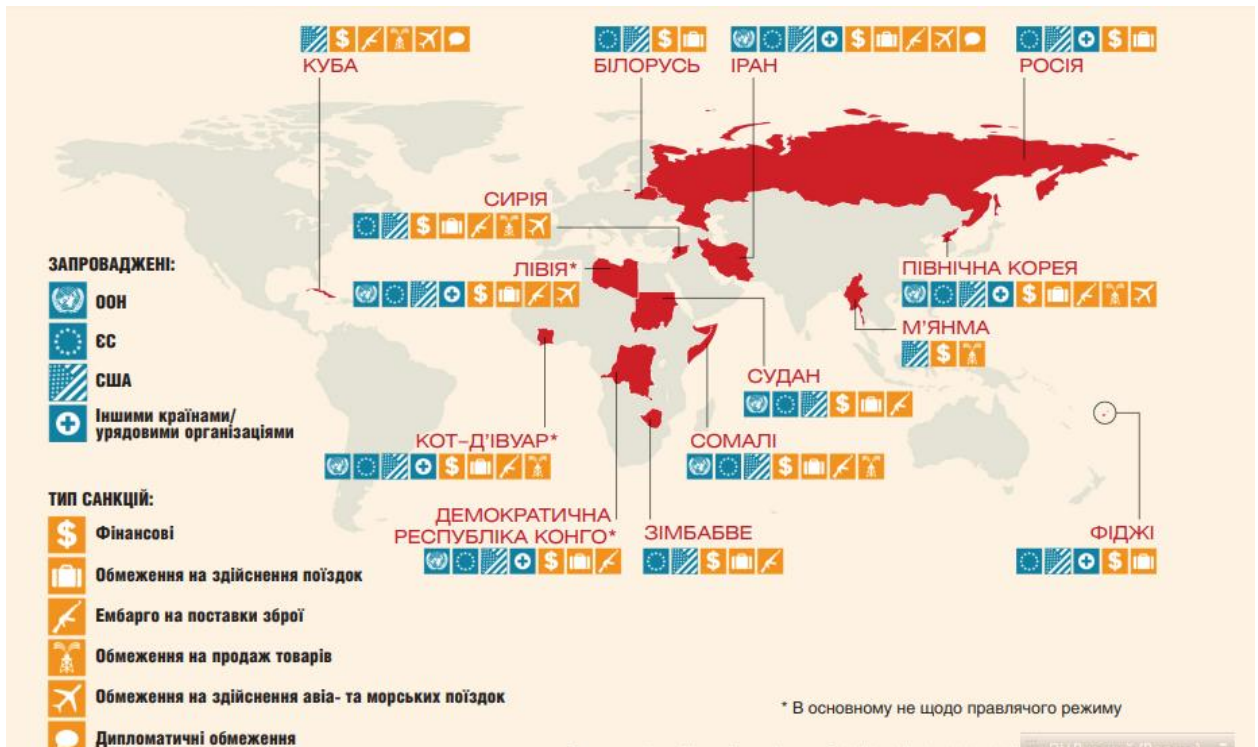 КУБА
БІЛОРУСЬ
ІРАН
РОСІЯ
СИРІЯ
ЛІВІЯ*
ПІВНІЧНА КОРЕЯ
М'ЯНМА
СУДАН
КОТ–Д'ІВУАР*
СОМАЛІ
ДЕМОКРАТИЧНА
РЕСПУБЛІКА КОНГО*
ЗІМБАБВЕ
ФІДЖІ
ЗАПРОВАДЖЕНІ:
ООН
ЄС
США
Іншими країнами/
урядовими організаціями
ТИП САНКЦІЙ:
Фінансові
Обмеження на здійснення поїздок
Ембарго на поставки зброї
Обмеження на продаж товарів
Обмеження на здійснення авіа- та морських поїздок
Дипломатичні обмеження
* В основному не щодо правлячого режиму